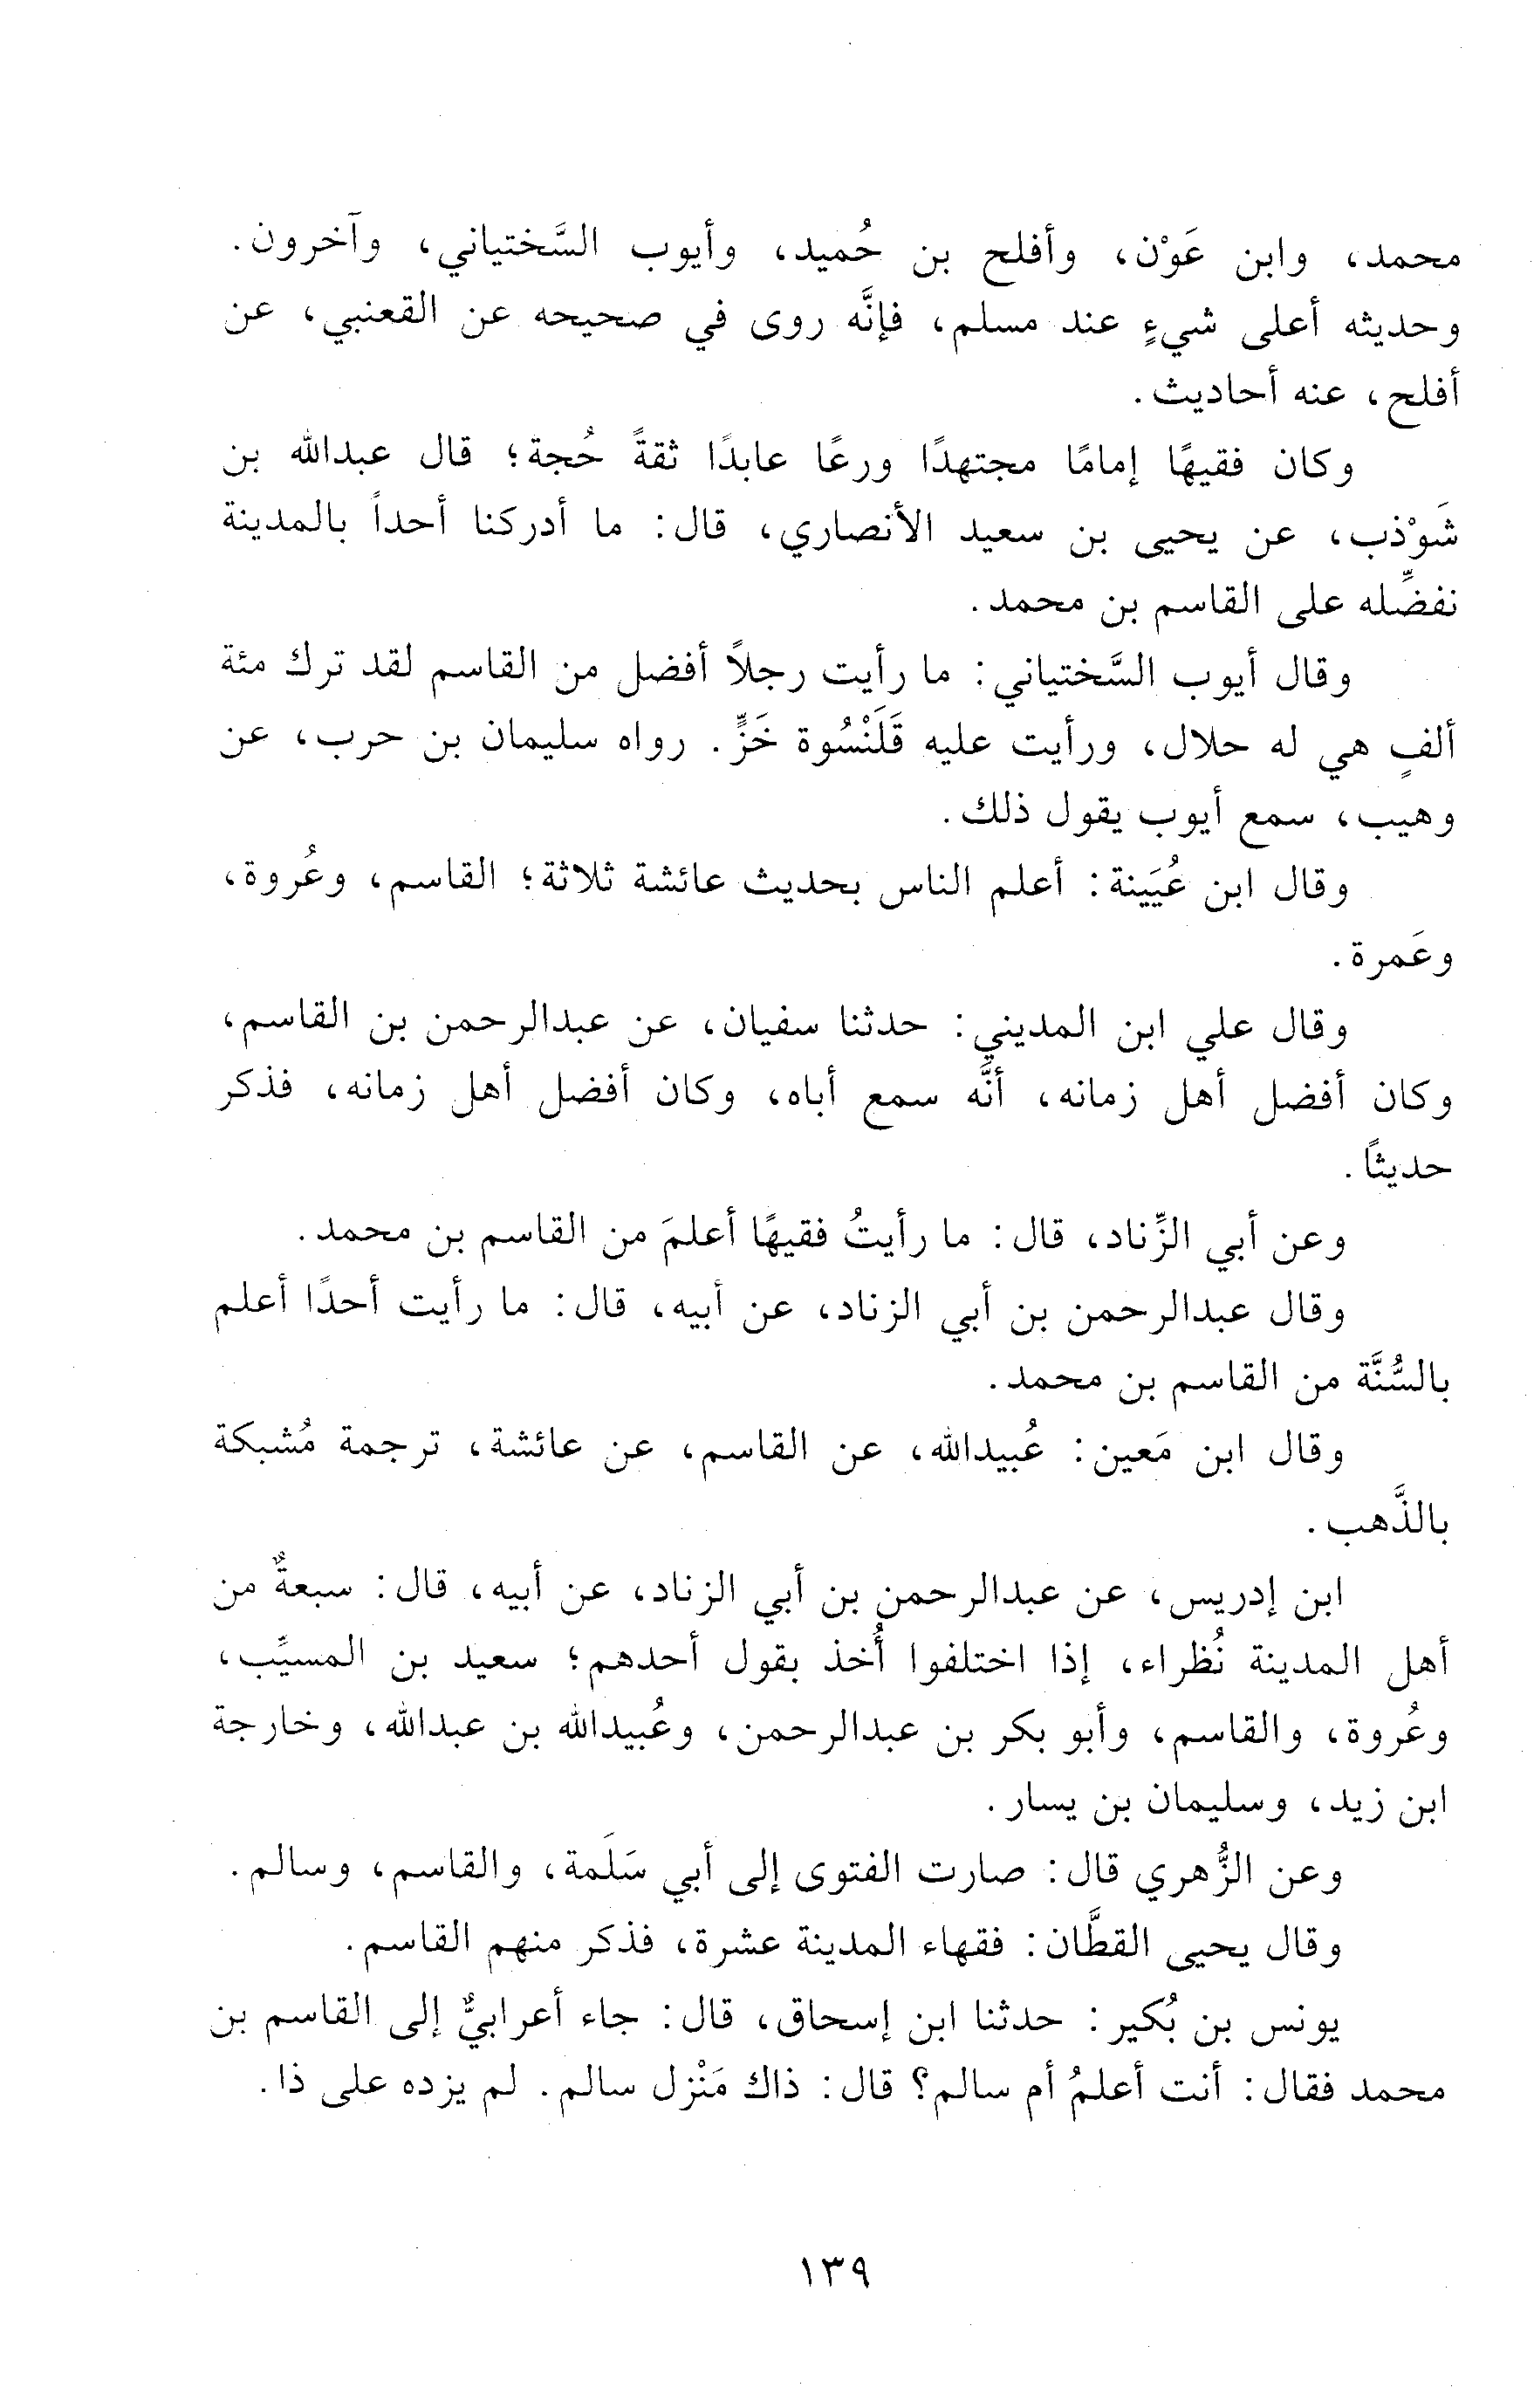 محمد، وابن عَوْن، وأفلح بن حُميد، وأيوب السَّختياني، وآخرون.
وحديثه أعلى شيءٍ عند مسلم، فإنَّه روى في صحيحه عن القعنبي، عن
أفلح، عنه أحاديث.
وكان فقيهًا إمامًا مجتهدًا ورعًا عابدًا ثقةً حُجة؛ قال عبدالله بن
شَوْذب، عن يحيى بن سعيد الأنصاري، قال: ما أدركنا أحداً بالمدينة
نفضِّله على القاسم بن محمد.
وقال أيوب السَّختياني: ما رأيت رجلاً أفضل من القاسم لقد ترك مئة
ألفٍ هي له حلال، ورأيت عليه قَلَنْسُوة خَزٍّ. رواه سليمان بن حرب، عن
وهيب، سمع أيوب يقول ذلك.
وقال ابن عُيَينة: أعلم الناس بحديث عائشة ثلاثة؛ القاسم، وعُروة،
وعَمرة.
وقال علي ابن المديني: حدثنا سفيان، عن عبدالرحمن بن القاسم،
وكان أفضل أهل زمانه، أنَّه سمع أباه، وكان أفضل أهل زمانه، فذكر
حديثاً.
وعن أبي الزِّناد، قال: ما رأيتُ فقيهًا أعلمَ من القاسم بن محمد.
وقال عبدالرحمن بن أبي الزناد، عن أبيه، قال: ما رأيت أحدًا أعلم
بالسُّنَّة من القاسم بن محمد.
وقال ابن مَعين: عُبيدالله، عن القاسم، عن عائشة، ترجمة مُشبكة
بالذَّهب.
ابن إدريس، عن عبدالرحمن بن أبي الزناد، عن أبيه، قال: سبعةٌ من
أهل المدينة نُظراء، إذا اختلفوا أُخذ بقول أحدهم؛ سعيد بن المسيِّب،
وعُروة، والقاسم، وأبو بكر بن عبدالرحمن، وعُبيدالله بن عبدالله، وخارجة
ابن زيد، وسليمان بن يسار.
وعن الزُّهري قال: صارت الفتوى إلى أبي سَلَمة، والقاسم، وسالم.
وقال يحيى القطَّان: فقهاء المدينة عشرة، فذكر منهم القاسم.
يونس بن بُكير: حدثنا ابن إسحاق، قال: جاء أعرابيٌّ إلى القاسم بن
محمد فقال: أنت أعلمُ أم سالم؟ قال: ذاك مَنْزل سالم. لم يزده على ذا.
١٣٩